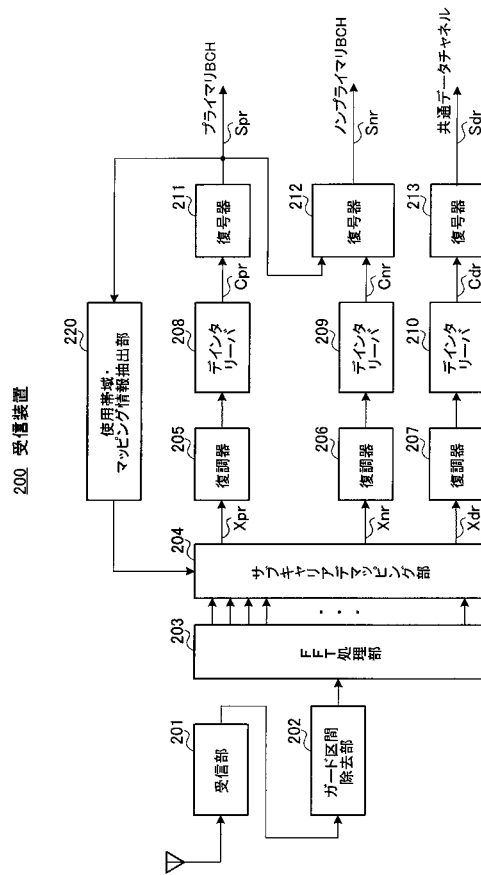 200 受信装置
220
使用帯域・
マッピング情報抽出部
201
受信部
202
ガード区間
除去部
203
FFT処理部
・・・
204
サブキャリアデマッピング部
Xpr
205
復調器
208
デインタ
リーバ
Cpr
211
復号器
Spr
プライマリBCH
Xnr
206
復調器
209
デインタ
リーバ
Cnr
212
復号器
Snr
ノンプライマリBCH
Xdr
207
復調器
210
デインタ
リーバ
Cdr
213
復号器
Sdr
共通データチャネル